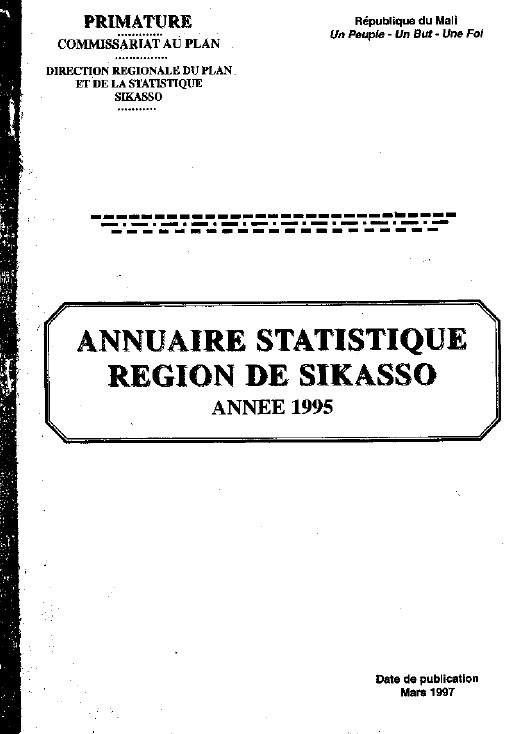 PRIMATURE
COMMISSARIAT AU PLAN
DIRECTION REGIONALE DU PLAN
ET DE LA STATISTIQUE
SIKASSO
République du Mali
Un Peuple - Un But - Une Foi
ANNUAIRE STATISTIQUE
REGION DE SIKASSO
ANNEE 1995
Date de publication
Mars 1997